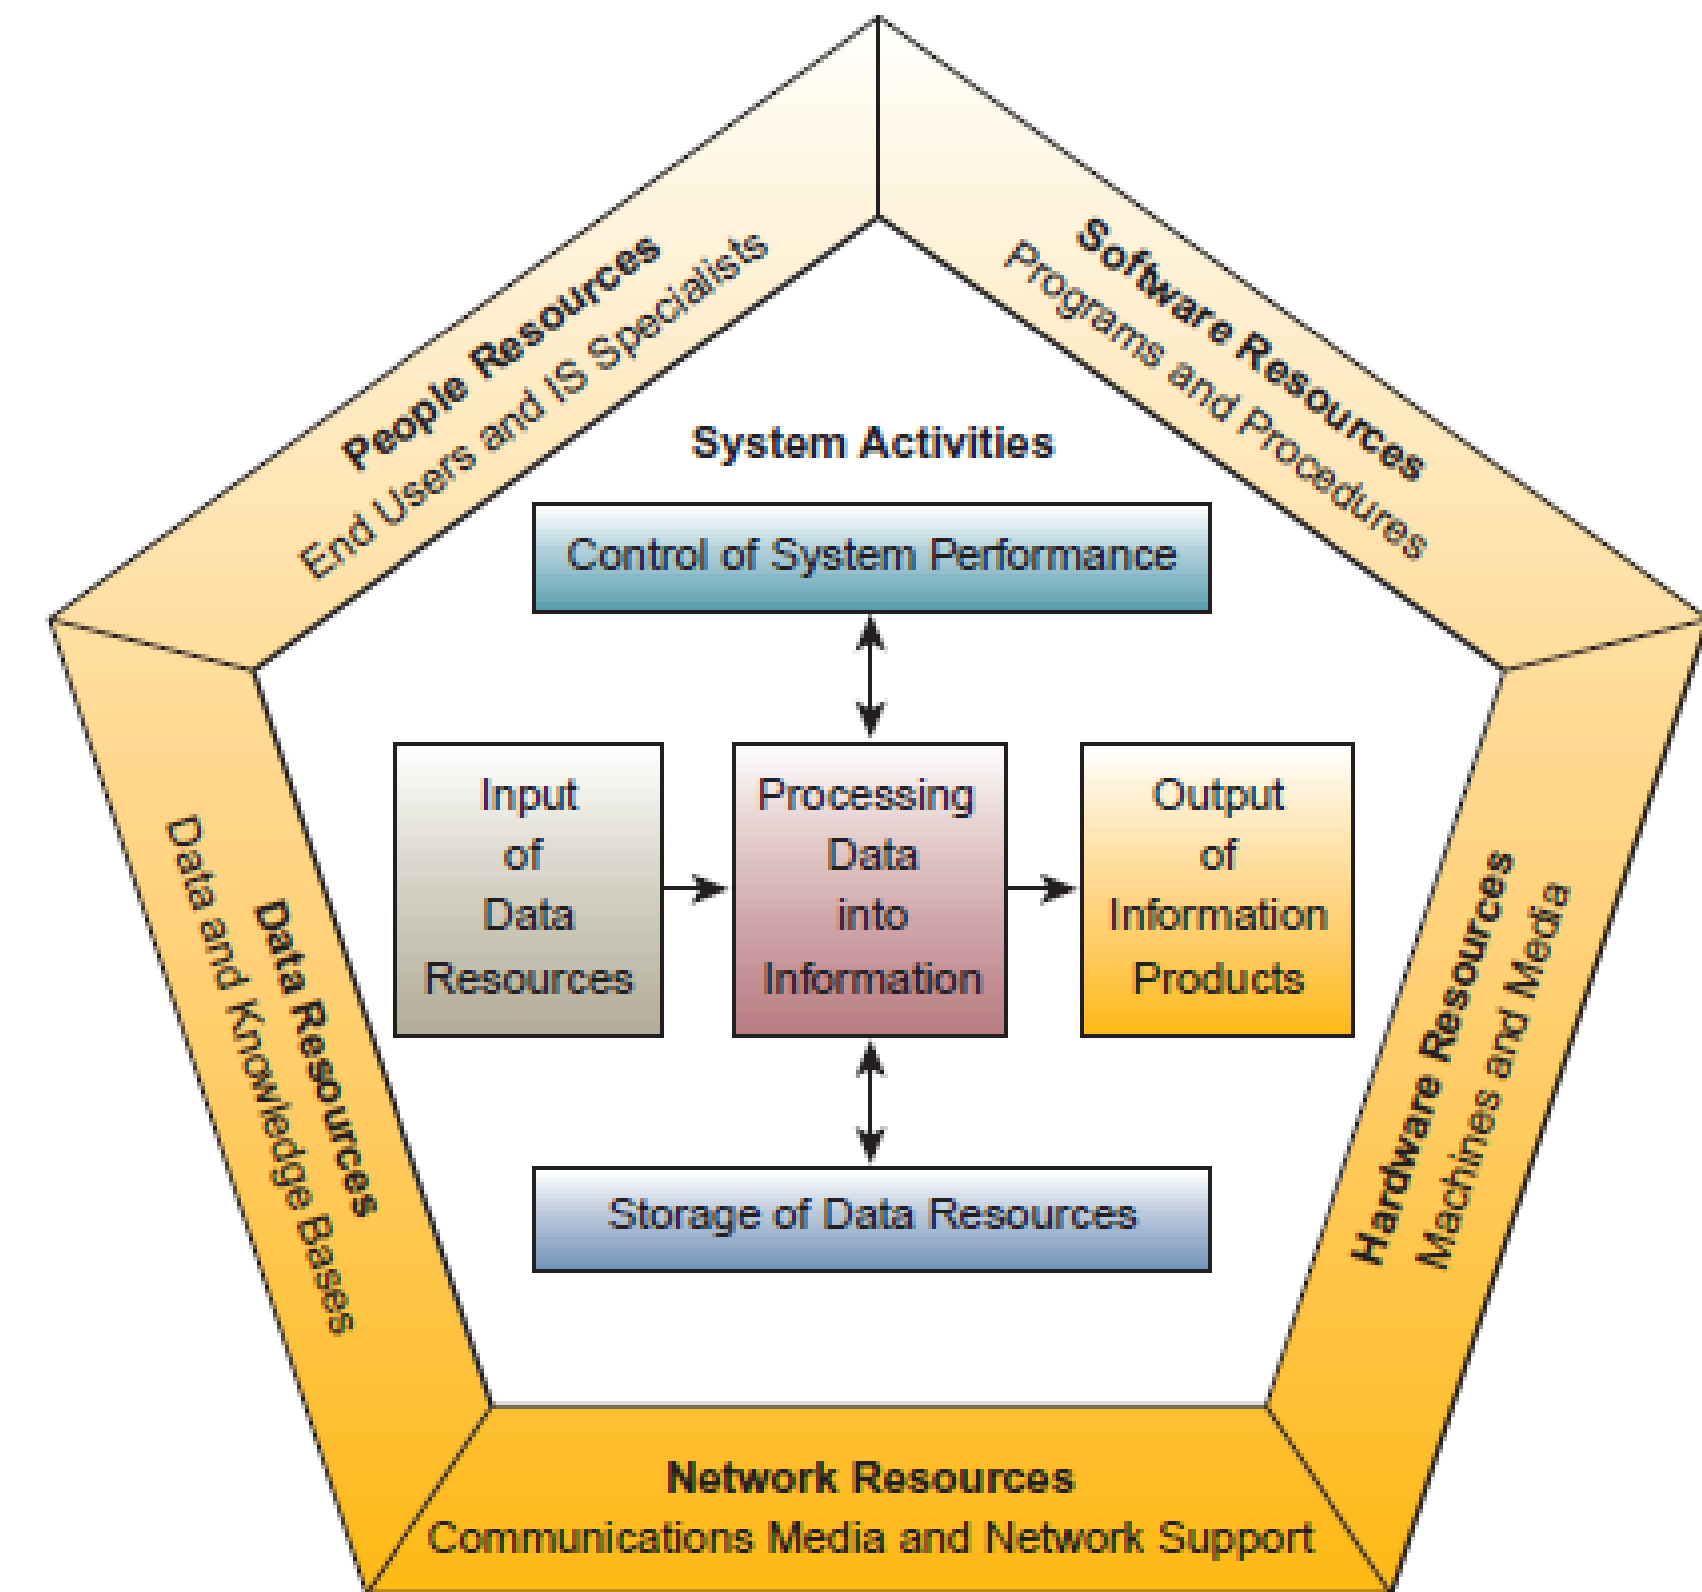 People Resources
End Users and IS Specialists
Software Resources
Programs and Procedures
System Activities
Control of System Performance
Input
of
Data
Resources
Processing
Data
into
Information
Output
of
Information
Products
Storage of Data Resources
Data Resources
Data and Knowledge Bases
Hardware Resources
Machines and Media
Network Resources
Communications Media and Network Support